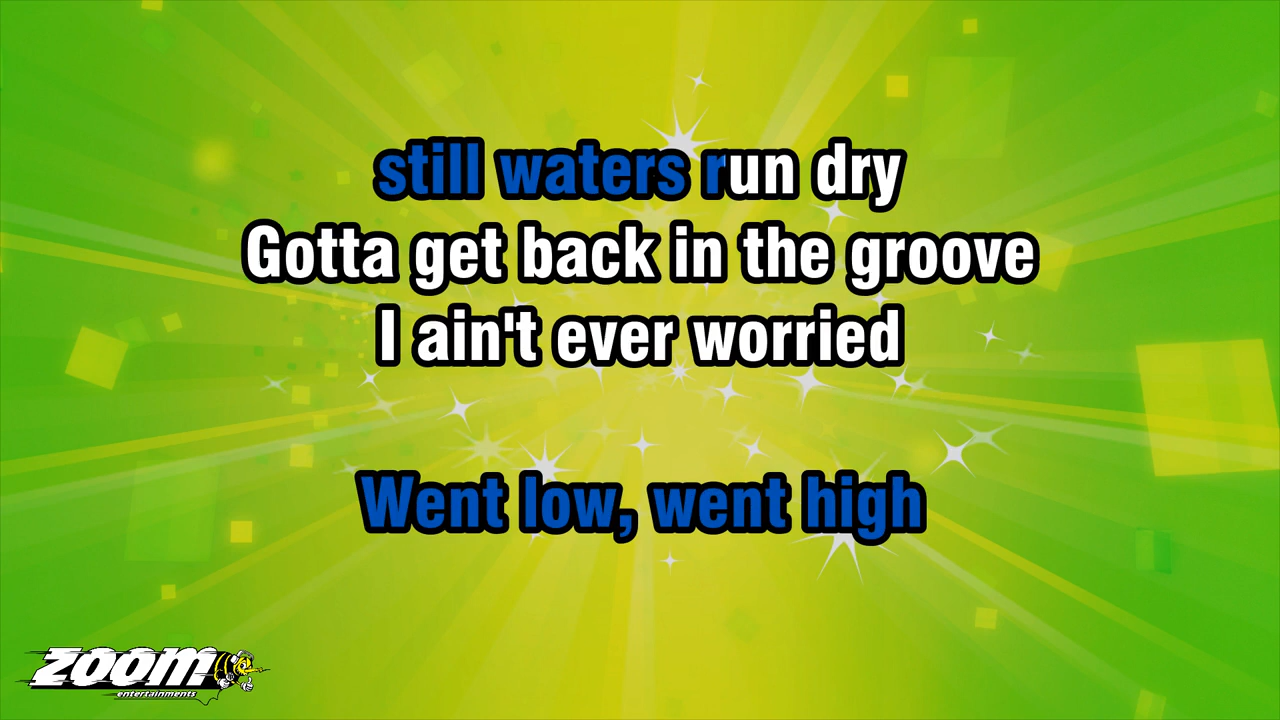 still waters run dry
Gotta get back in the groove
I ain't ever worried
Went low, went high
ZOOM
entertainments